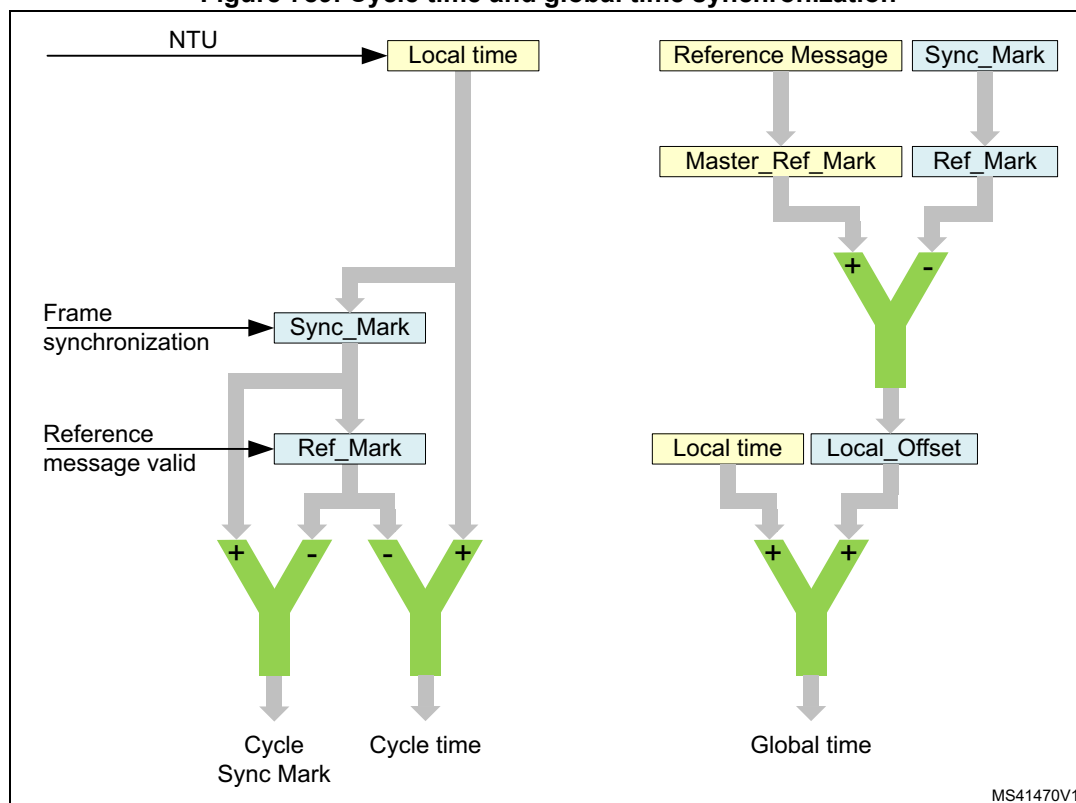 NTU
Local time
Frame
synchronization
Sync_Mark
Reference
message valid
Ref_Mark
+
-
-
+
Cycle
Sync Mark
Cycle time
Reference Message
Sync_Mark
Master_Ref_Mark
Ref_Mark
+
-
Local time
Local_Offset
+
+
Global time
MS41470V1